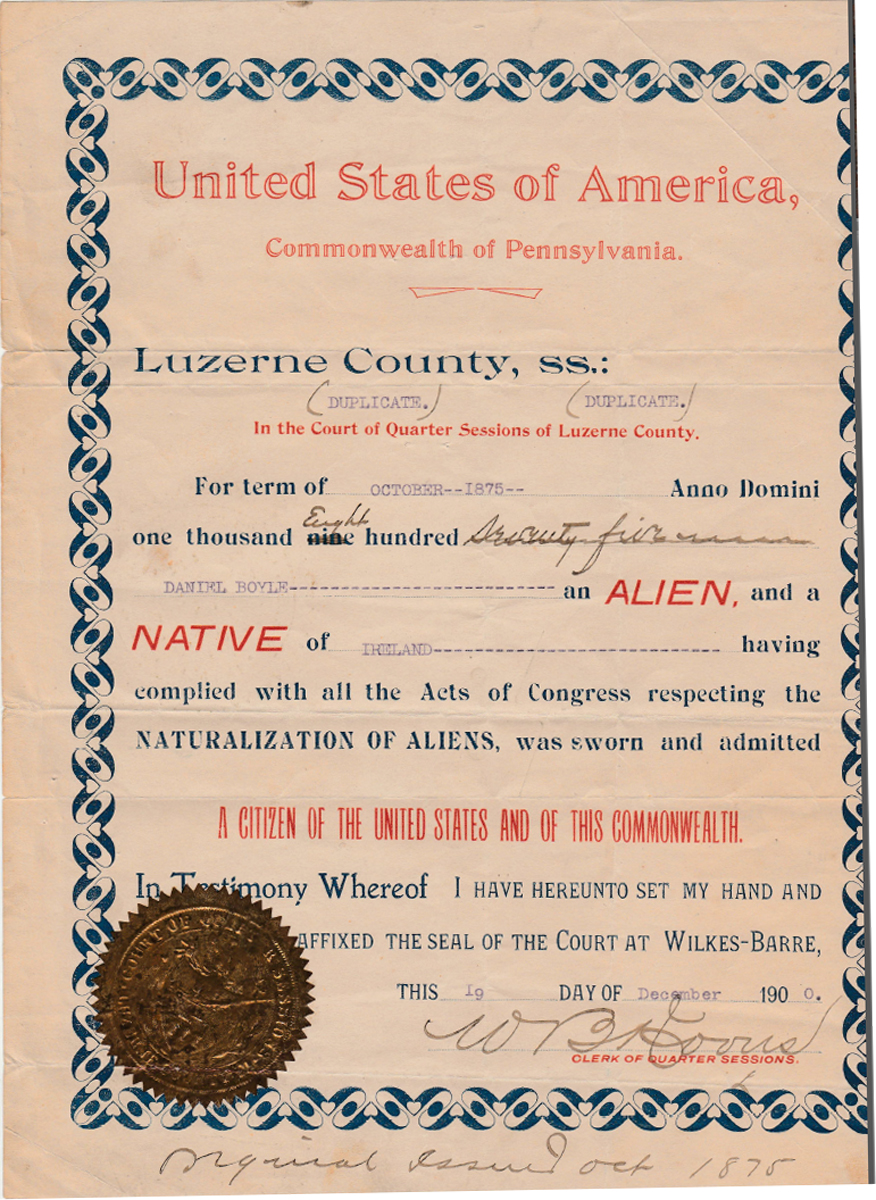 United States of America,
Commonwealth of Pennsylvania.
Luzerne County, ss.:
(DUPLICATE.) (DUPLICATE.)
In the Court of Quarter Sessions of Luzerne County.
For term of OCTOBER--1875-- Anno Domini
Eight
one thousand nine hundred Seventy five
DANIEL BOYLE---------------------------- an ALIEN, and a
NATIVE of IRELAND---------------------------- having
complied with all the Acts of Congress respecting the
NATURALIZATION OF ALIENS, was sworn and admitted
A CITIZEN OF THE UNITED STATES AND OF THIS COMMONWEALTH.
In Testimony Whereof I HAVE HEREUNTO SET MY HAND AND
AFFIXED THE SEAL OF THE COURT AT WILKES-BARRE,
THIS 19 DAY OF December 1900.
W B
CLERK OF QUARTER SESSIONS.
Original Issued Oct 1875